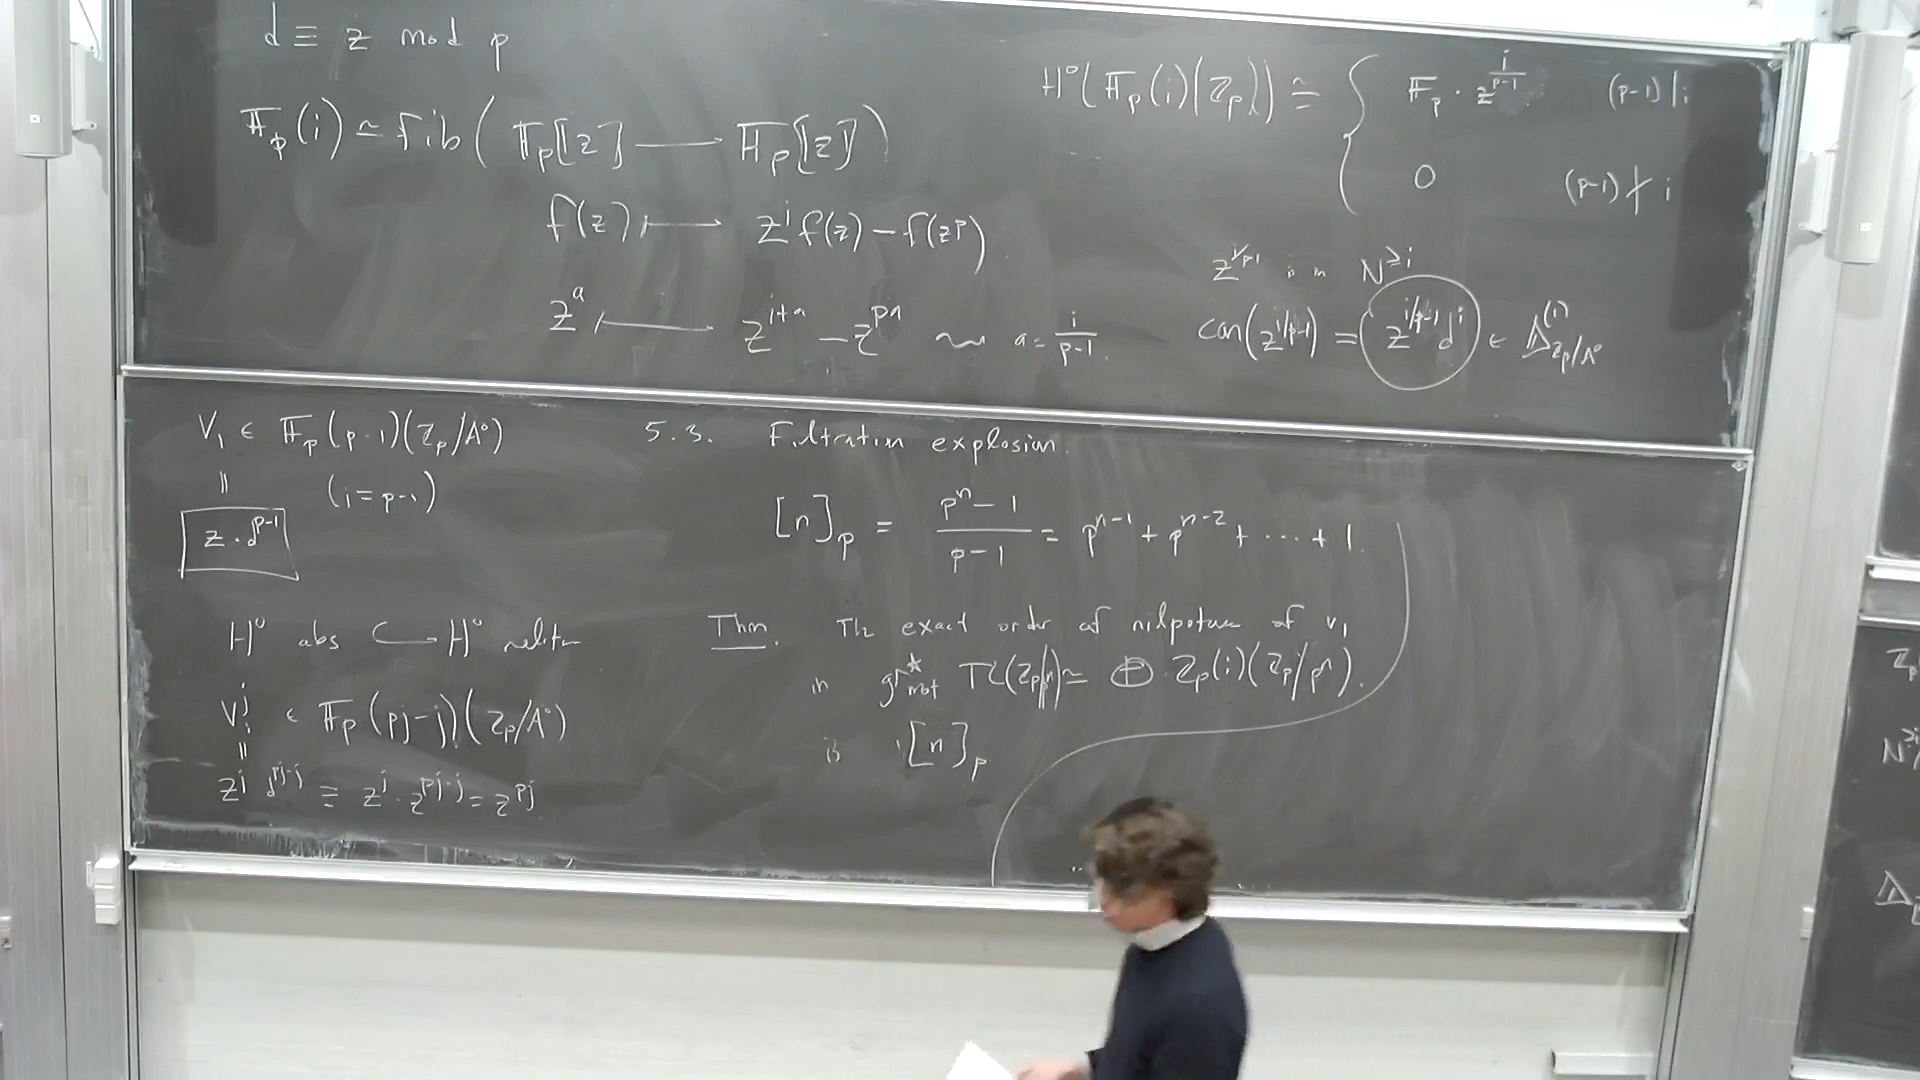 d ≡ z mod p
𝔽_p(i) ≃ Fib( 𝔽_p[z] ⟶ 𝔽_p[z] )
f(z) ⟼ z^i f(z) − f(z^p)
z^a ⟼ z^{i+a} − z^{pa} ⇝ a = i/(p−1).
H^0(𝔽_p(i)(ℤ_p)) ≃ { 𝔽_p · z^{i/(p−1)} (p−1) | i
0 (p−1) ∤ i
z^{i/p-1} is in N^{≥i}
can(z^{i/p-1}) = z^{i/p-1} d^i ∈ 𝚫^{(1)}_{ℤ_p/A^0}
V_1 ∈ 𝔽_p(p-1)(ℤ_p/A^0)
|| (i = p-1)
z · d^{p-1}
H^0 abs ↪ H^0
V_1^j ∈ 𝔽_p(pj-j)(ℤ_p/A^0)
||
z^j d^{pj-j} ≡ z^j · z^{pj-j} = z^{pj}
5.3. Filtration explosion.
[n]_p = (p^n − 1)/(p − 1) = p^{n-1} + p^{n-2} + ⋯ + 1.
Thm. The exact order of nilpotence of v_1
in gr^*_{mot} TC(ℤ_p/p^n) ≃ ⊕ ℤ_p(i)(ℤ_p/p^n).
is [n]_p
ℤ_p
N^{≥i}
𝚫